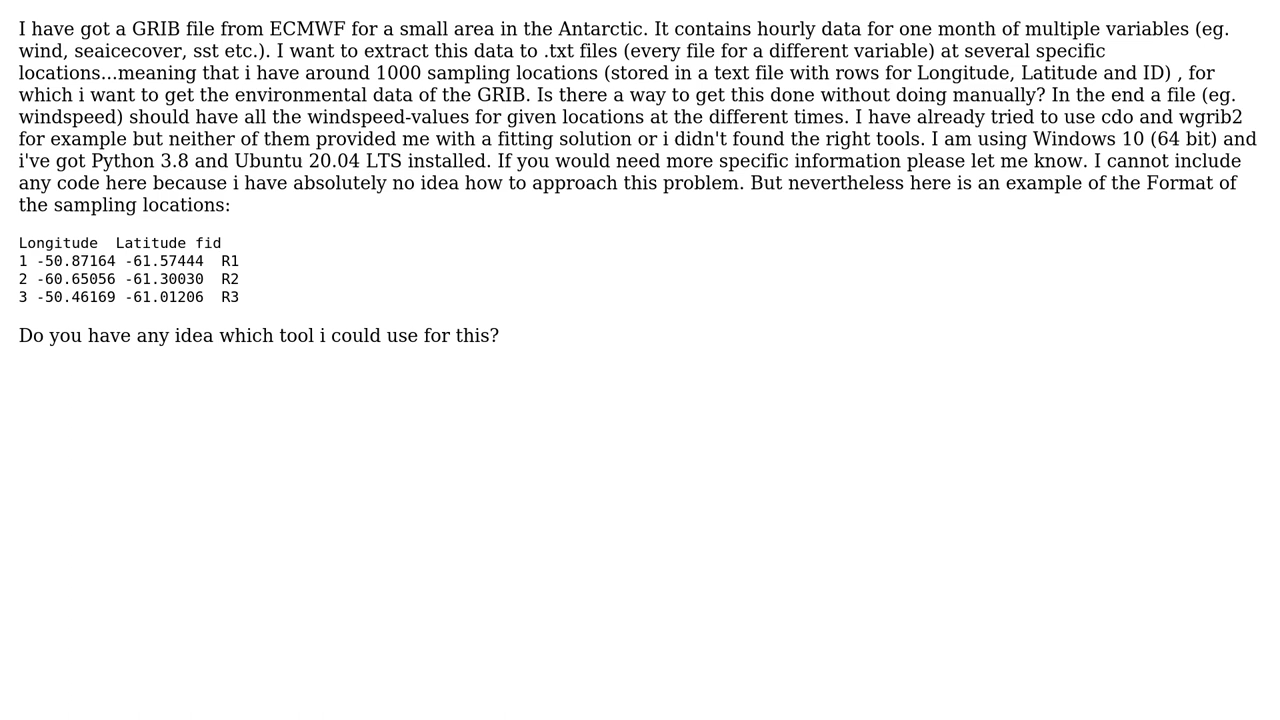 I have got a GRIB file from ECMWF for a small area in the Antarctic. It contains hourly data for one month of multiple variables (eg.
wind, seaicecover, sst etc.). I want to extract this data to .txt files (every file for a different variable) at several specific
locations...meaning that i have around 1000 sampling locations (stored in a text file with rows for Longitude, Latitude and ID) , for
which i want to get the environmental data of the GRIB. Is there a way to get this done without doing manually? In the end a file (eg.
windspeed) should have all the windspeed-values for given locations at the different times. I have already tried to use cdo and wgrib2
for example but neither of them provided me with a fitting solution or i didn't found the right tools. I am using Windows 10 (64 bit) and
i've got Python 3.8 and Ubuntu 20.04 LTS installed. If you would need more specific information please let me know. I cannot include
any code here because i have absolutely no idea how to approach this problem. But nevertheless here is an example of the Format of
the sampling locations:
Longitude  Latitude fid
1 -50.87164 -61.57444  R1
2 -60.65056 -61.30030  R2
3 -50.46169 -61.01206  R3
Do you have any idea which tool i could use for this?